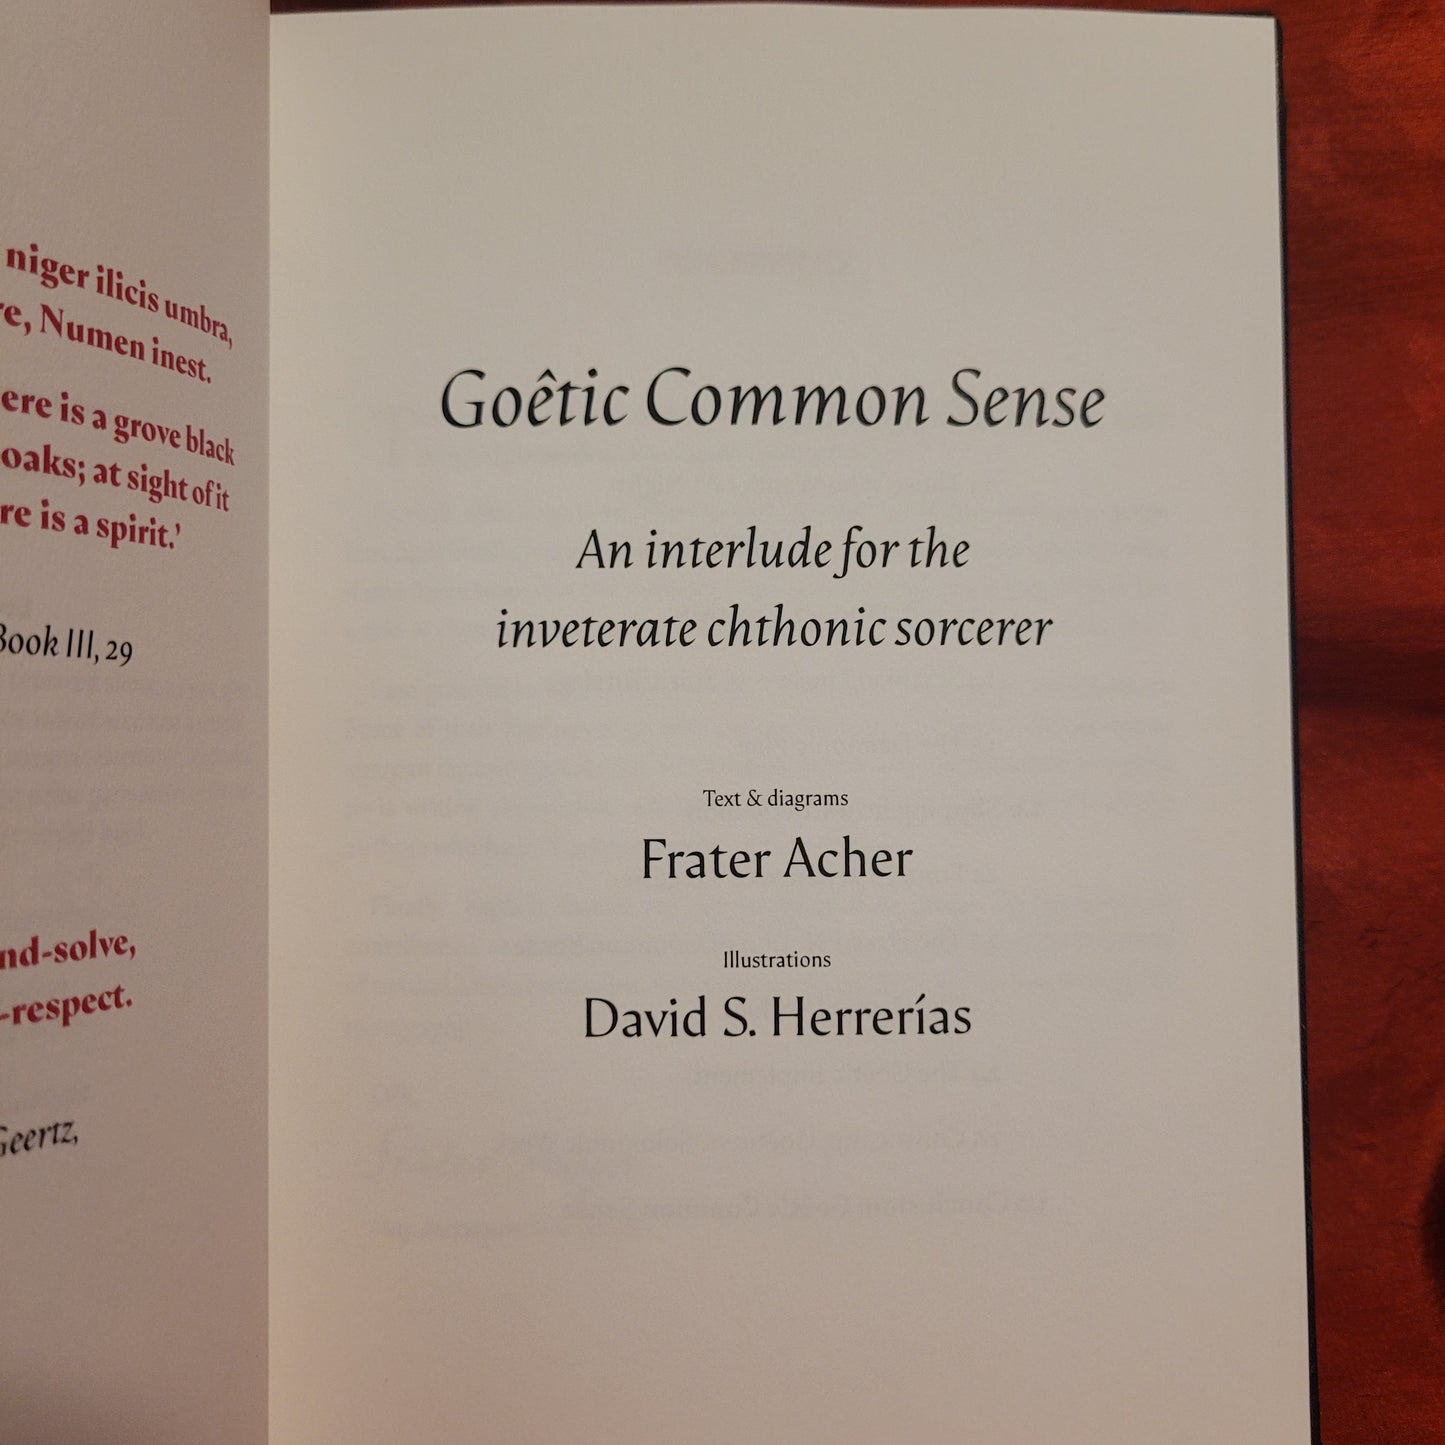 niger ilicis umbra,
re, Numen inest.
ere is a grove black
oaks; at sight of it
re is a spirit.'
Book III, 29
nd-solve,
-respect.
Geertz,
Goêtic Common Sense
An interlude for the
inveterate chthonic sorcerer
Text & diagrams
Frater Acher
Illustrations
David S. Herrerías